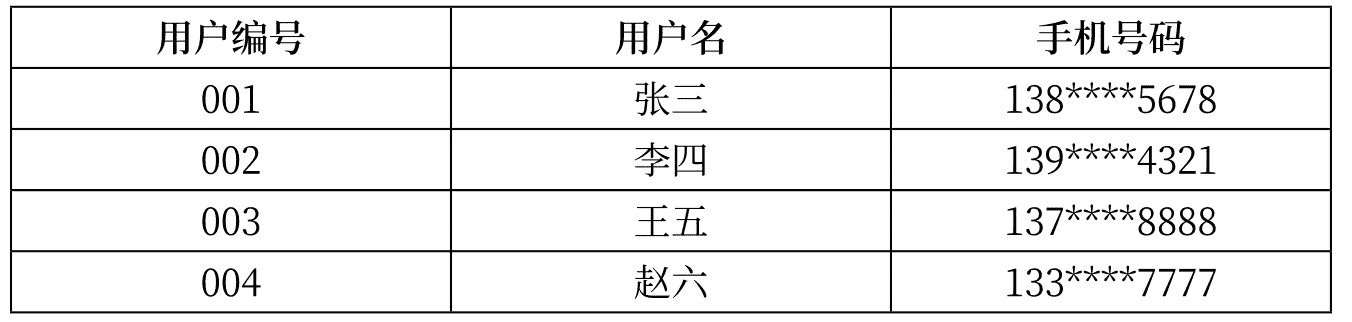 用户编号 用户名 手机号码
001 张三 138****5678
002 李四 139****4321
003 王五 137****8888
004 赵六 133****7777